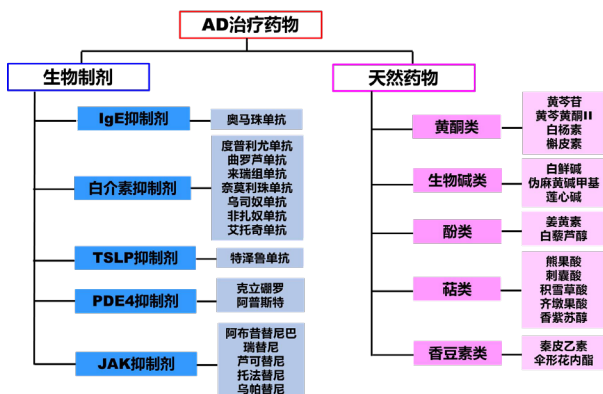 AD治疗药物
生物制剂
IgE抑制剂
奥马珠单抗
白介素抑制剂
度普利尤单抗
曲罗芦单抗
来瑞组单抗
奈莫利珠单抗
乌司奴单抗
非扎奴单抗
艾托奇单抗
TSLP抑制剂
特泽鲁单抗
PDE4抑制剂
克立硼罗
阿普斯特
JAK抑制剂
阿布昔替尼巴
瑞替尼
芦可替尼
托法替尼
乌帕替尼
天然药物
黄酮类
黄芩苷
黄芩黄酮II
白杨素
槲皮素
生物碱类
白鲜碱
伪麻黄碱甲基
莲心碱
酚类
姜黄素
白藜芦醇
萜类
熊果酸
刺囊酸
积雪草酸
齐墩果酸
香紫苏醇
香豆素类
秦皮乙素
伞形花内酯